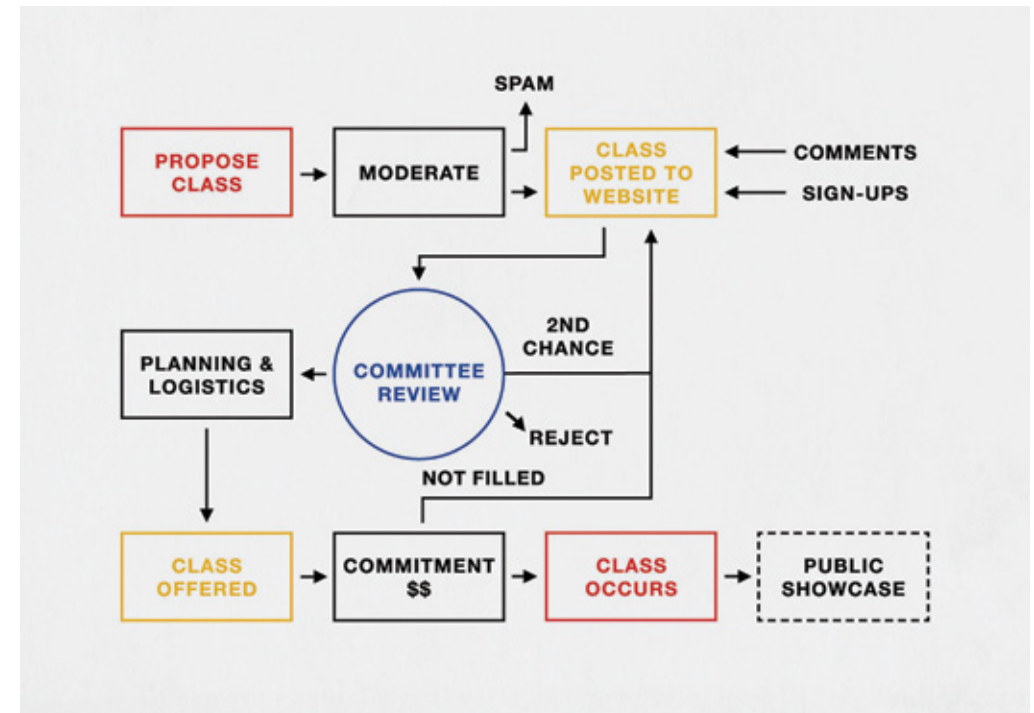 SPAM
PROPOSE
CLASS
MODERATE
CLASS
POSTED TO
WEBSITE
COMMENTS
SIGN-UPS
PLANNING &
LOGISTICS
COMMITTEE
REVIEW
2ND
CHANCE
REJECT
NOT FILLED
CLASS
OFFERED
COMMITMENT
$$
CLASS
OCCURS
PUBLIC
SHOWCASE